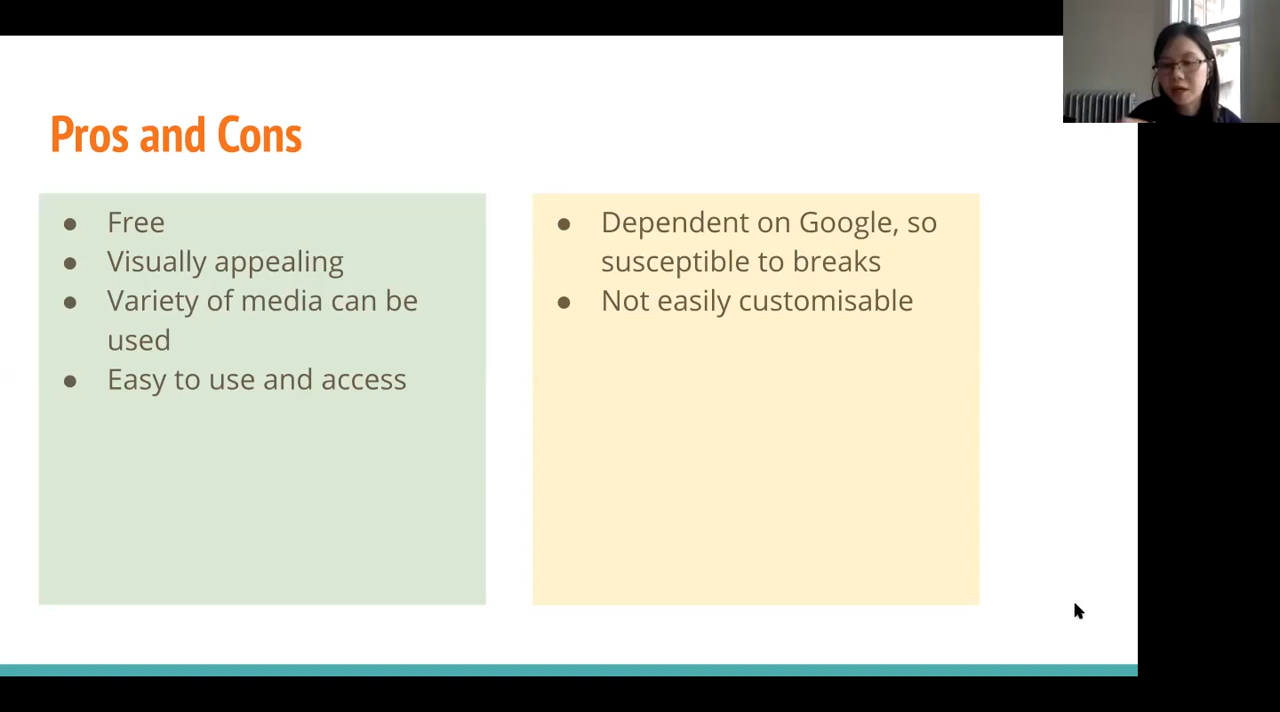 Pros and Cons
● Free
● Visually appealing
● Variety of media can be
used
● Easy to use and access
● Dependent on Google, so
susceptible to breaks
● Not easily customisable